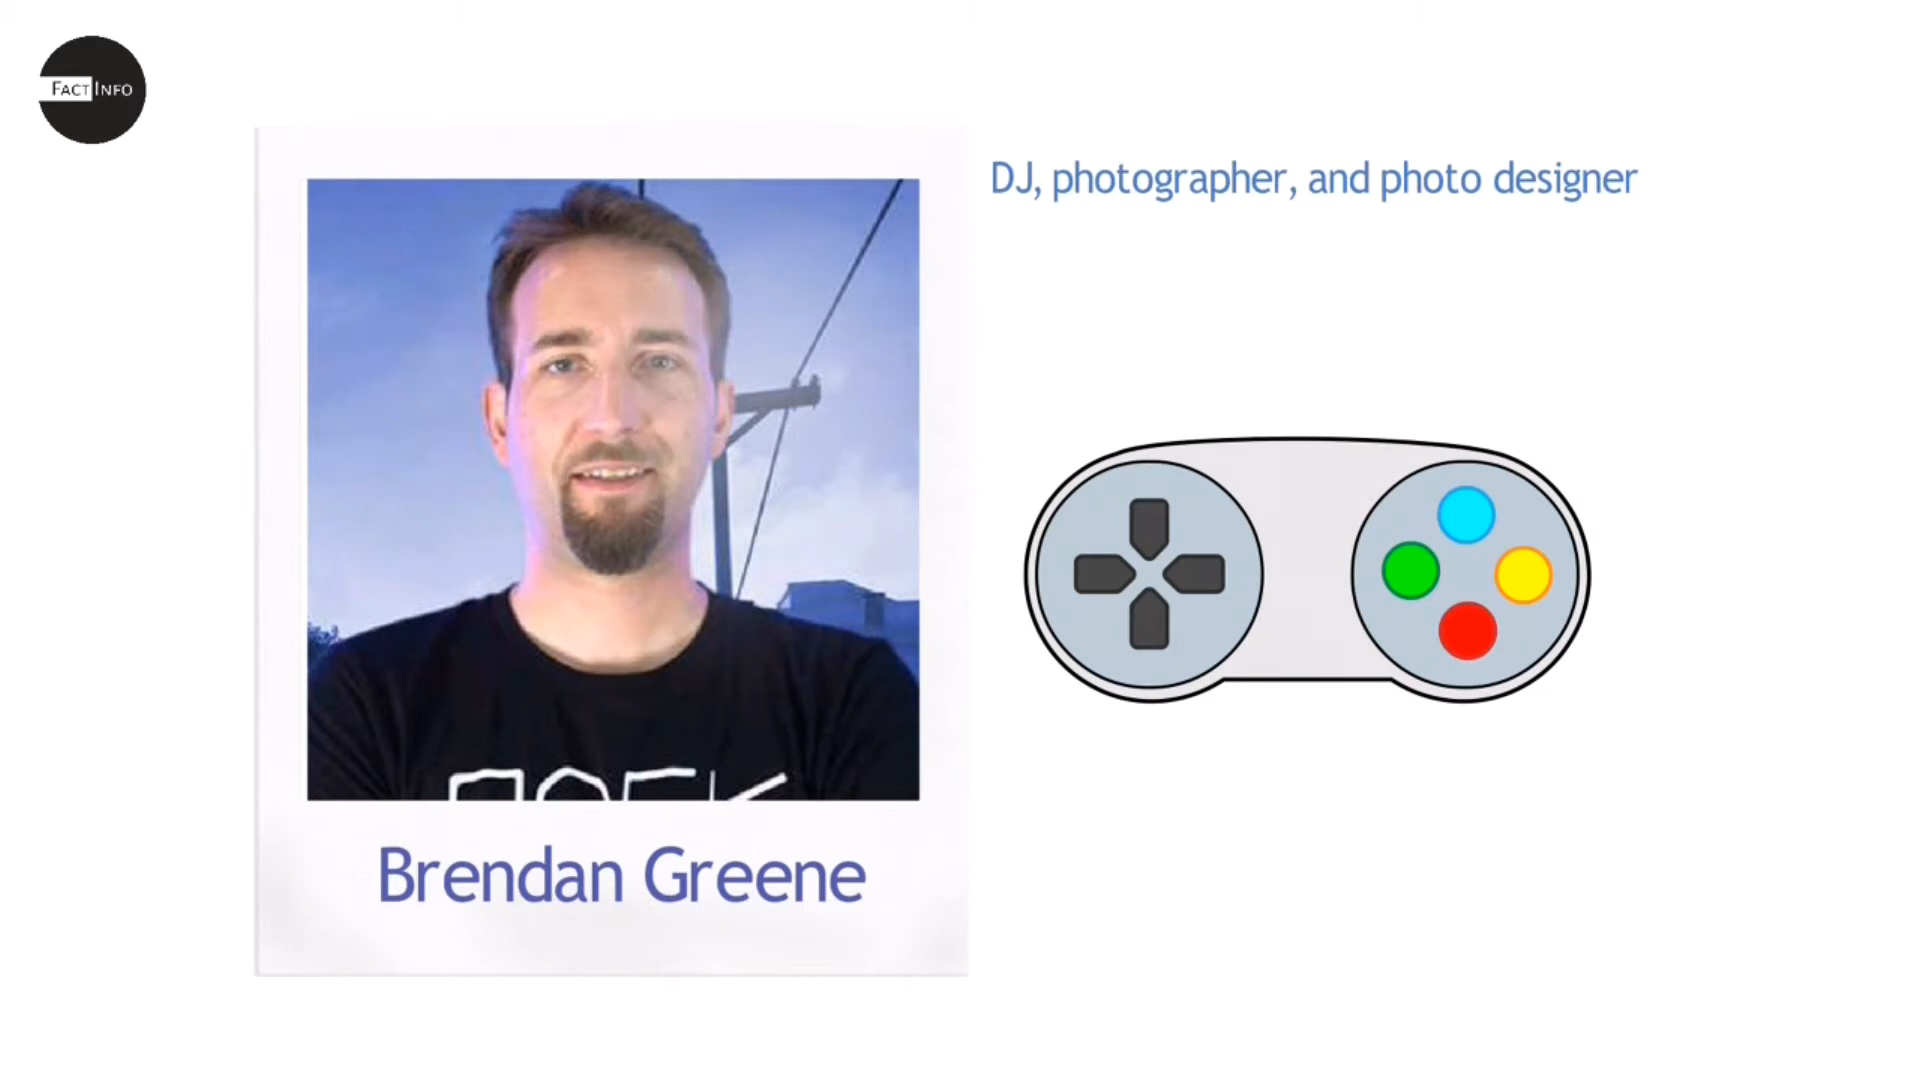 FACT INFO
DJ, photographer, and photo designer
Brendan Greene